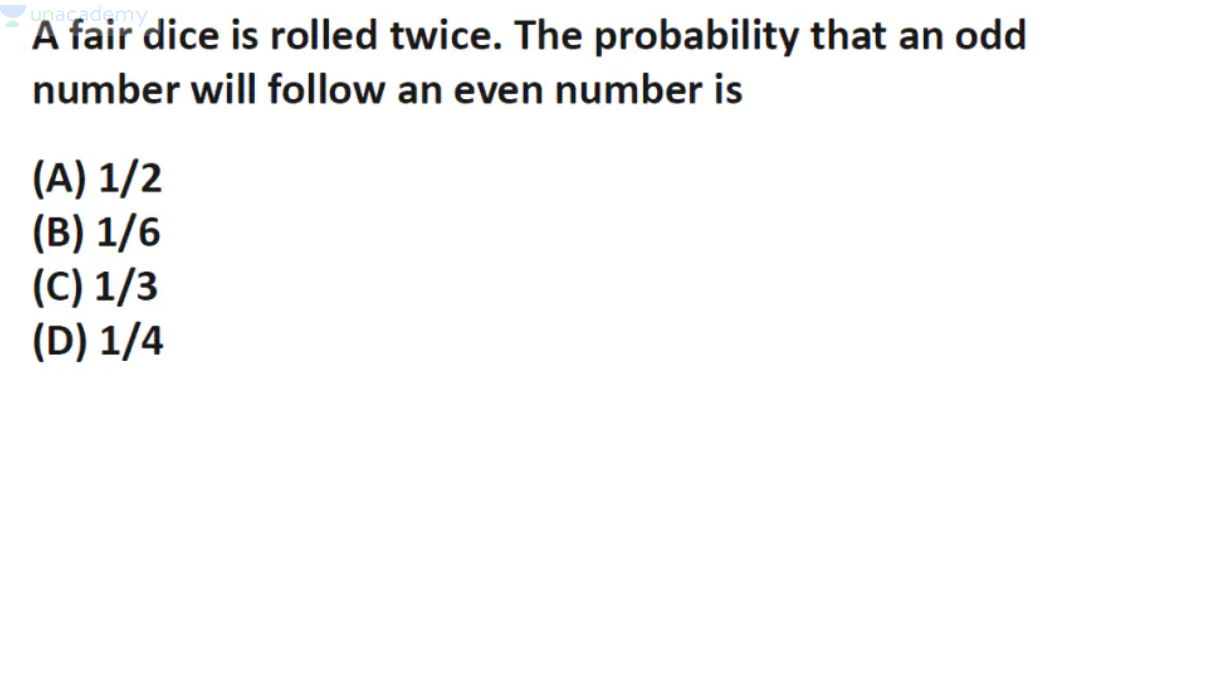 unacademy
A fair dice is rolled twice. The probability that an odd
number will follow an even number is
(A) 1/2
(B) 1/6
(C) 1/3
(D) 1/4